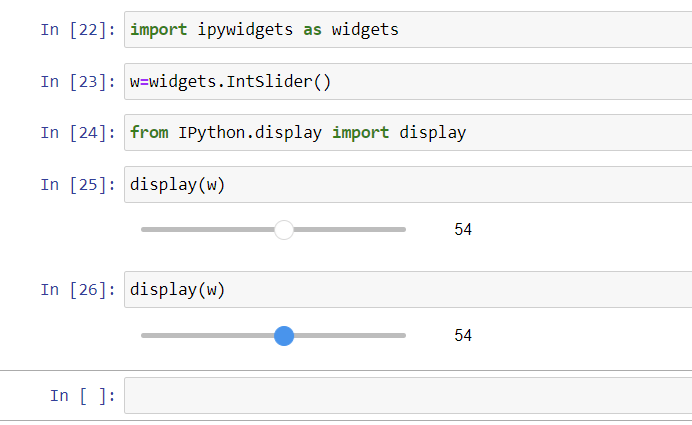 In [22]: import ipywidgets as widgets
In [23]: w=widgets.IntSlider()
In [24]: from IPython.display import display
In [25]: display(w)
54
In [26]: display(w)
54
In [ ]: